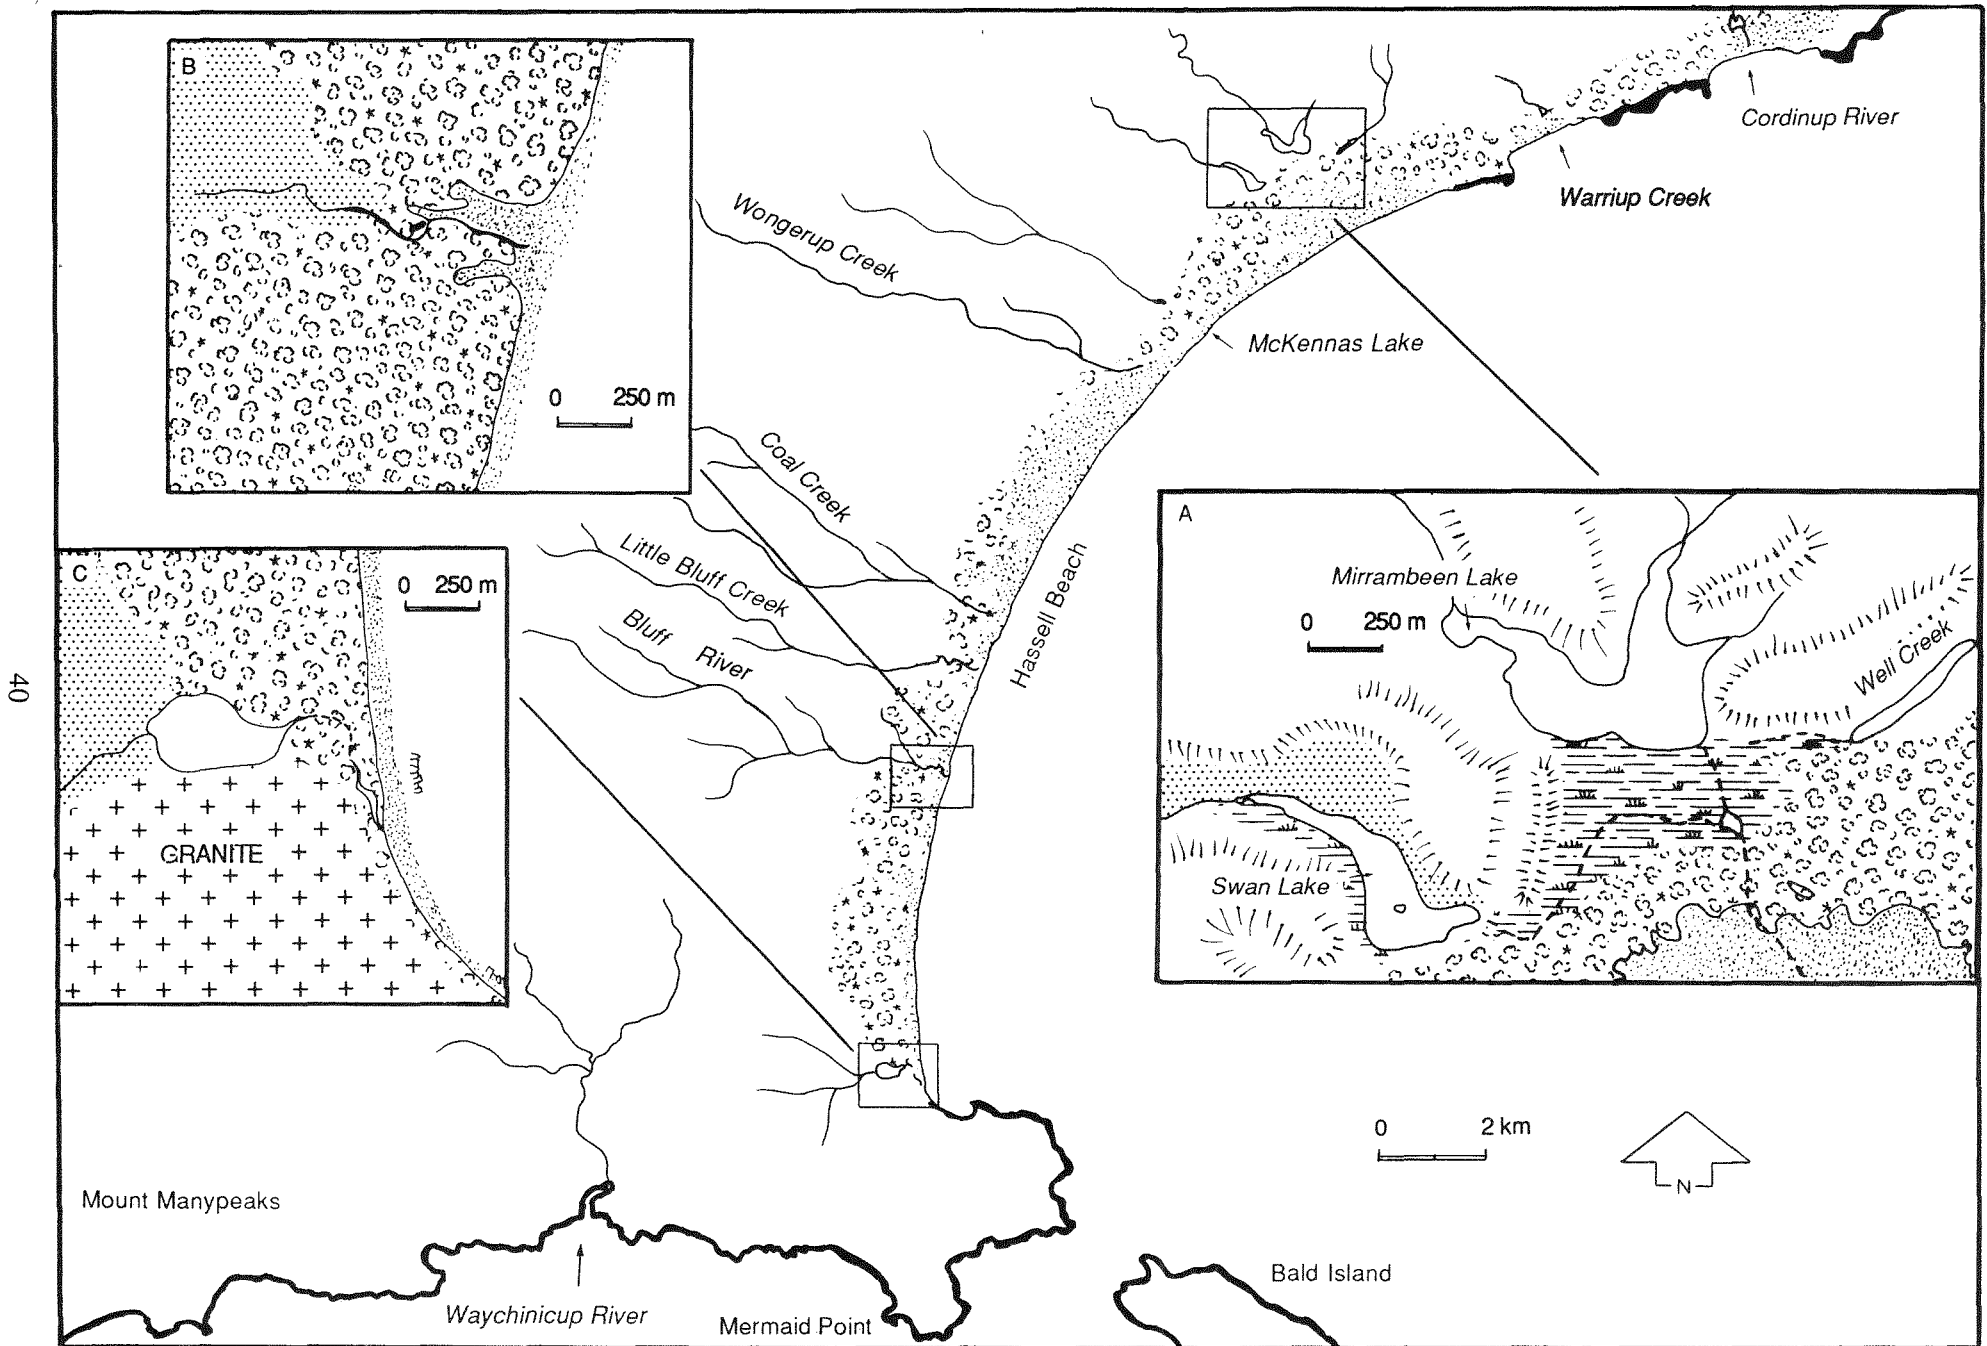 B
0 250 m
C
0 250 m
GRANITE
40
Cordinup River
Warriup Creek
Wongerup Creek
McKennas Lake
Coal Creek
Little Bluff Creek
Bluff River
Hassell Beach
A
Mirrambeen Lake
0 250 m
Well Creek
Swan Lake
0 2 km
N
Mount Manypeaks
Waychinicup River
Mermaid Point
Bald Island